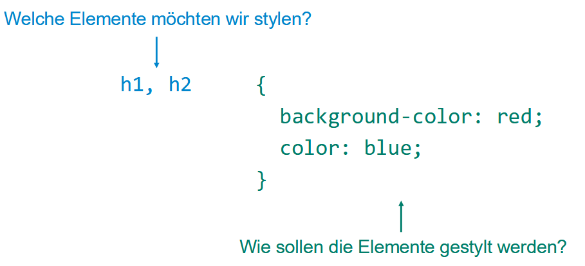 Welche Elemente möchten wir stylen?
h1, h2 {
background-color: red;
color: blue;
}
Wie sollen die Elemente gestylt werden?